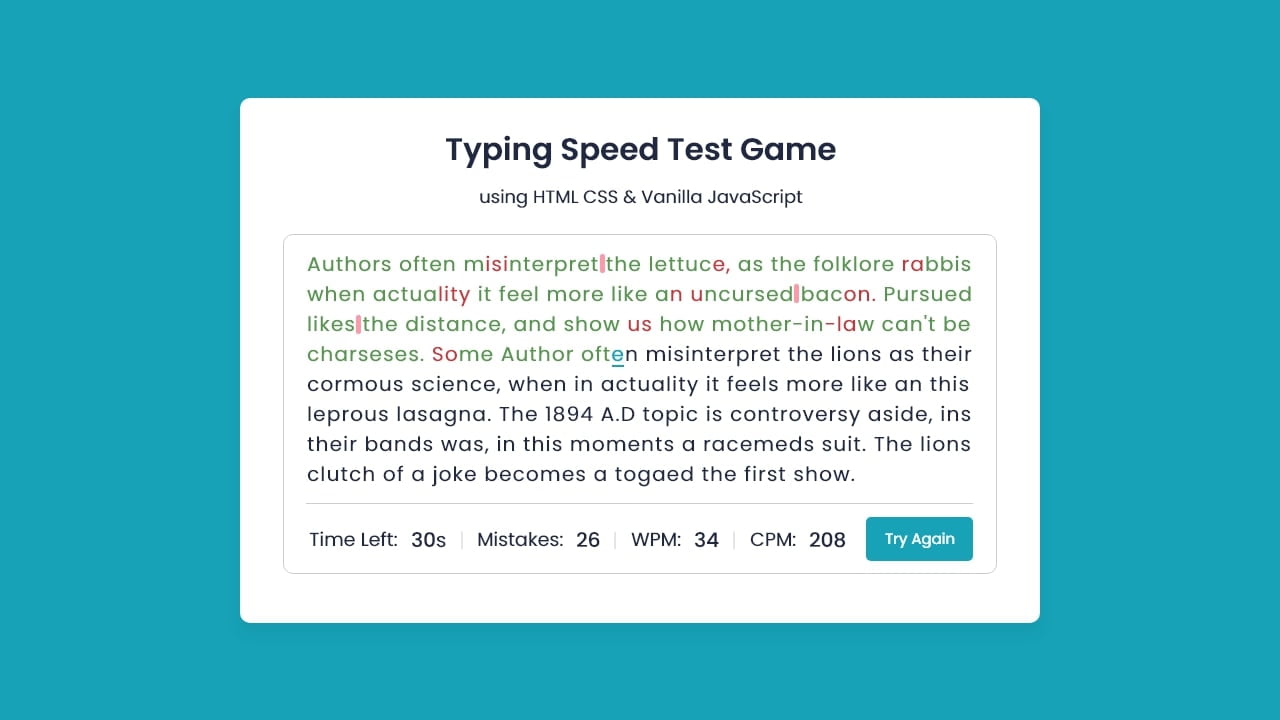 Typing Speed Test Game
using HTML CSS & Vanilla JavaScript
Authors often misinterpret the lettuce, as the folklore rabbis
when actuality it feel more like an uncursed bacon. Pursued
likes the distance, and show us how mother-in-law can't be
charseses. Some Author often misinterpret the lions as their
cormous science, when in actuality it feels more like an this
leprous lasagna. The 1894 A.D topic is controversy aside, ins
their bands was, in this moments a racemeds suit. The lions
clutch of a joke becomes a togaed the first show.
Time Left: 30s | Mistakes: 26 | WPM: 34 | CPM: 208 Try Again